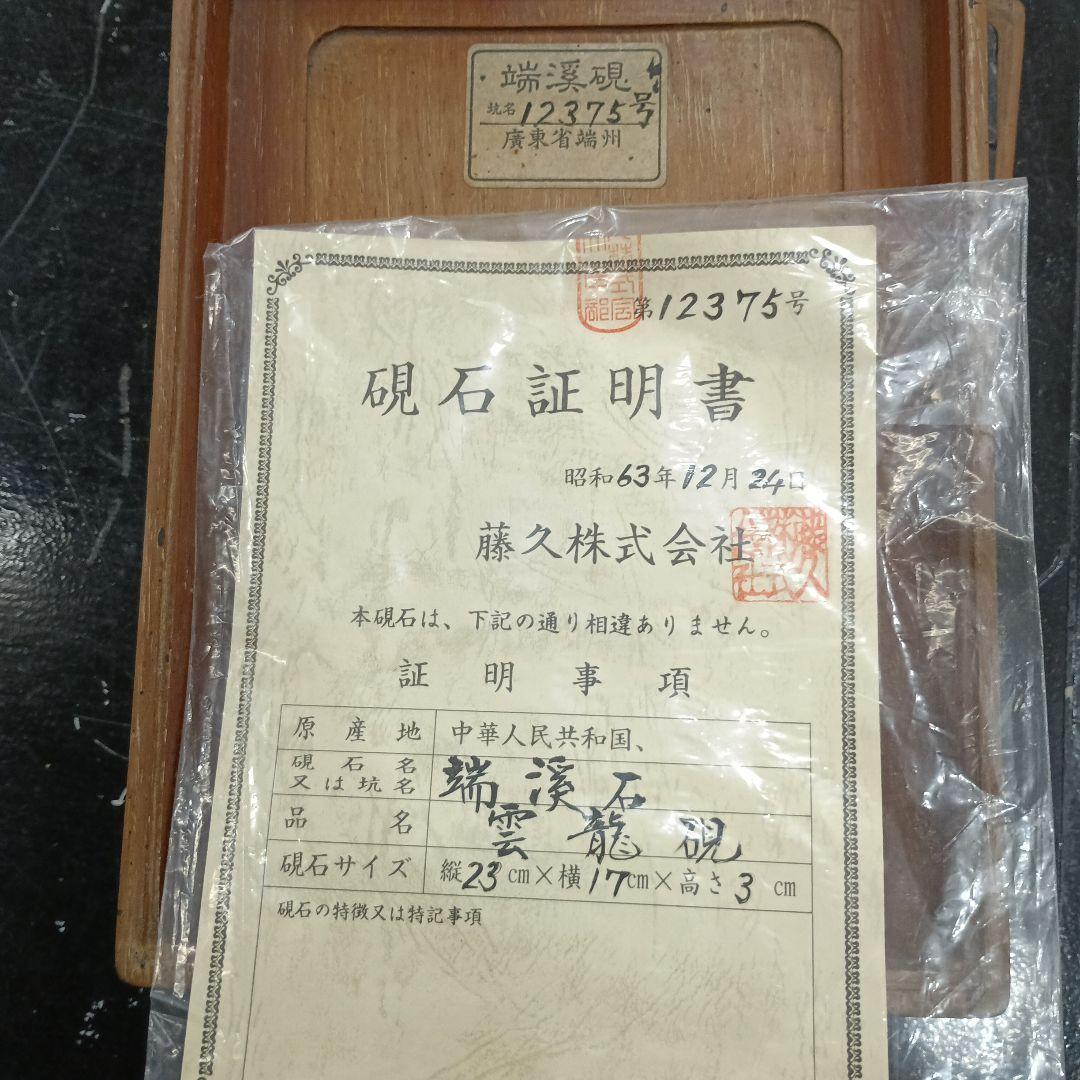 端溪硯
坑名12375号
廣東省端州
第12375号
硯石証明書
昭和63年12月24日
藤久株式会社
本硯石は、下記の通り相違ありません。
証明事項
原産地 中華人民共和国、
硯石名又は坑名 端溪石
品名 雲龍硯
硯石サイズ 縦23cm×横17cm×高さ3cm
硯石の特徴又は特記事項